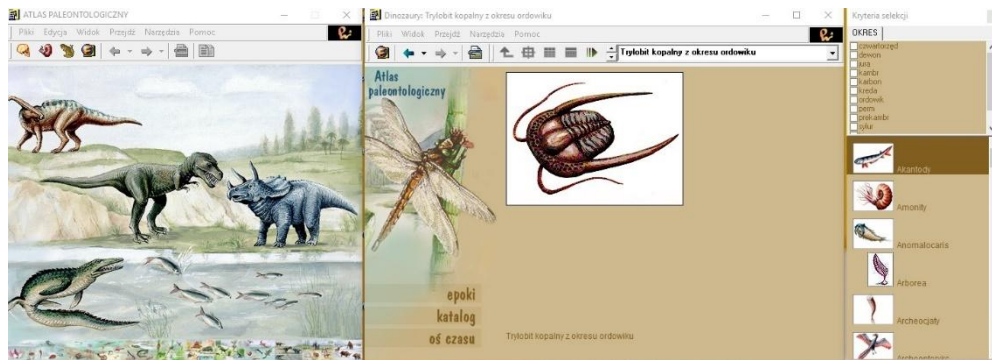 ATLAS PALEONTOLOGICZNY
Pliki Edycja Widok Przejdź Narzędzia Pomoc
Dinozaury: Trylobit kopalny z okresu ordowiku
Pliki Widok Przejdź Narzędzia Pomoc
Trylobit kopalny z okresu ordowiku
Atlas
paleontologiczny
epoki
katalog
oś czasu
Trylobit kopalny z okresu ordowiku
Kryteria selekcji
OKRES
czwartorzęd
dewon
jura
kambr
karbon
kreda
ordowik
perm
prekambr
sylur
Akantody
Amonity
Anomalocaris
Arborea
Archeocjaty